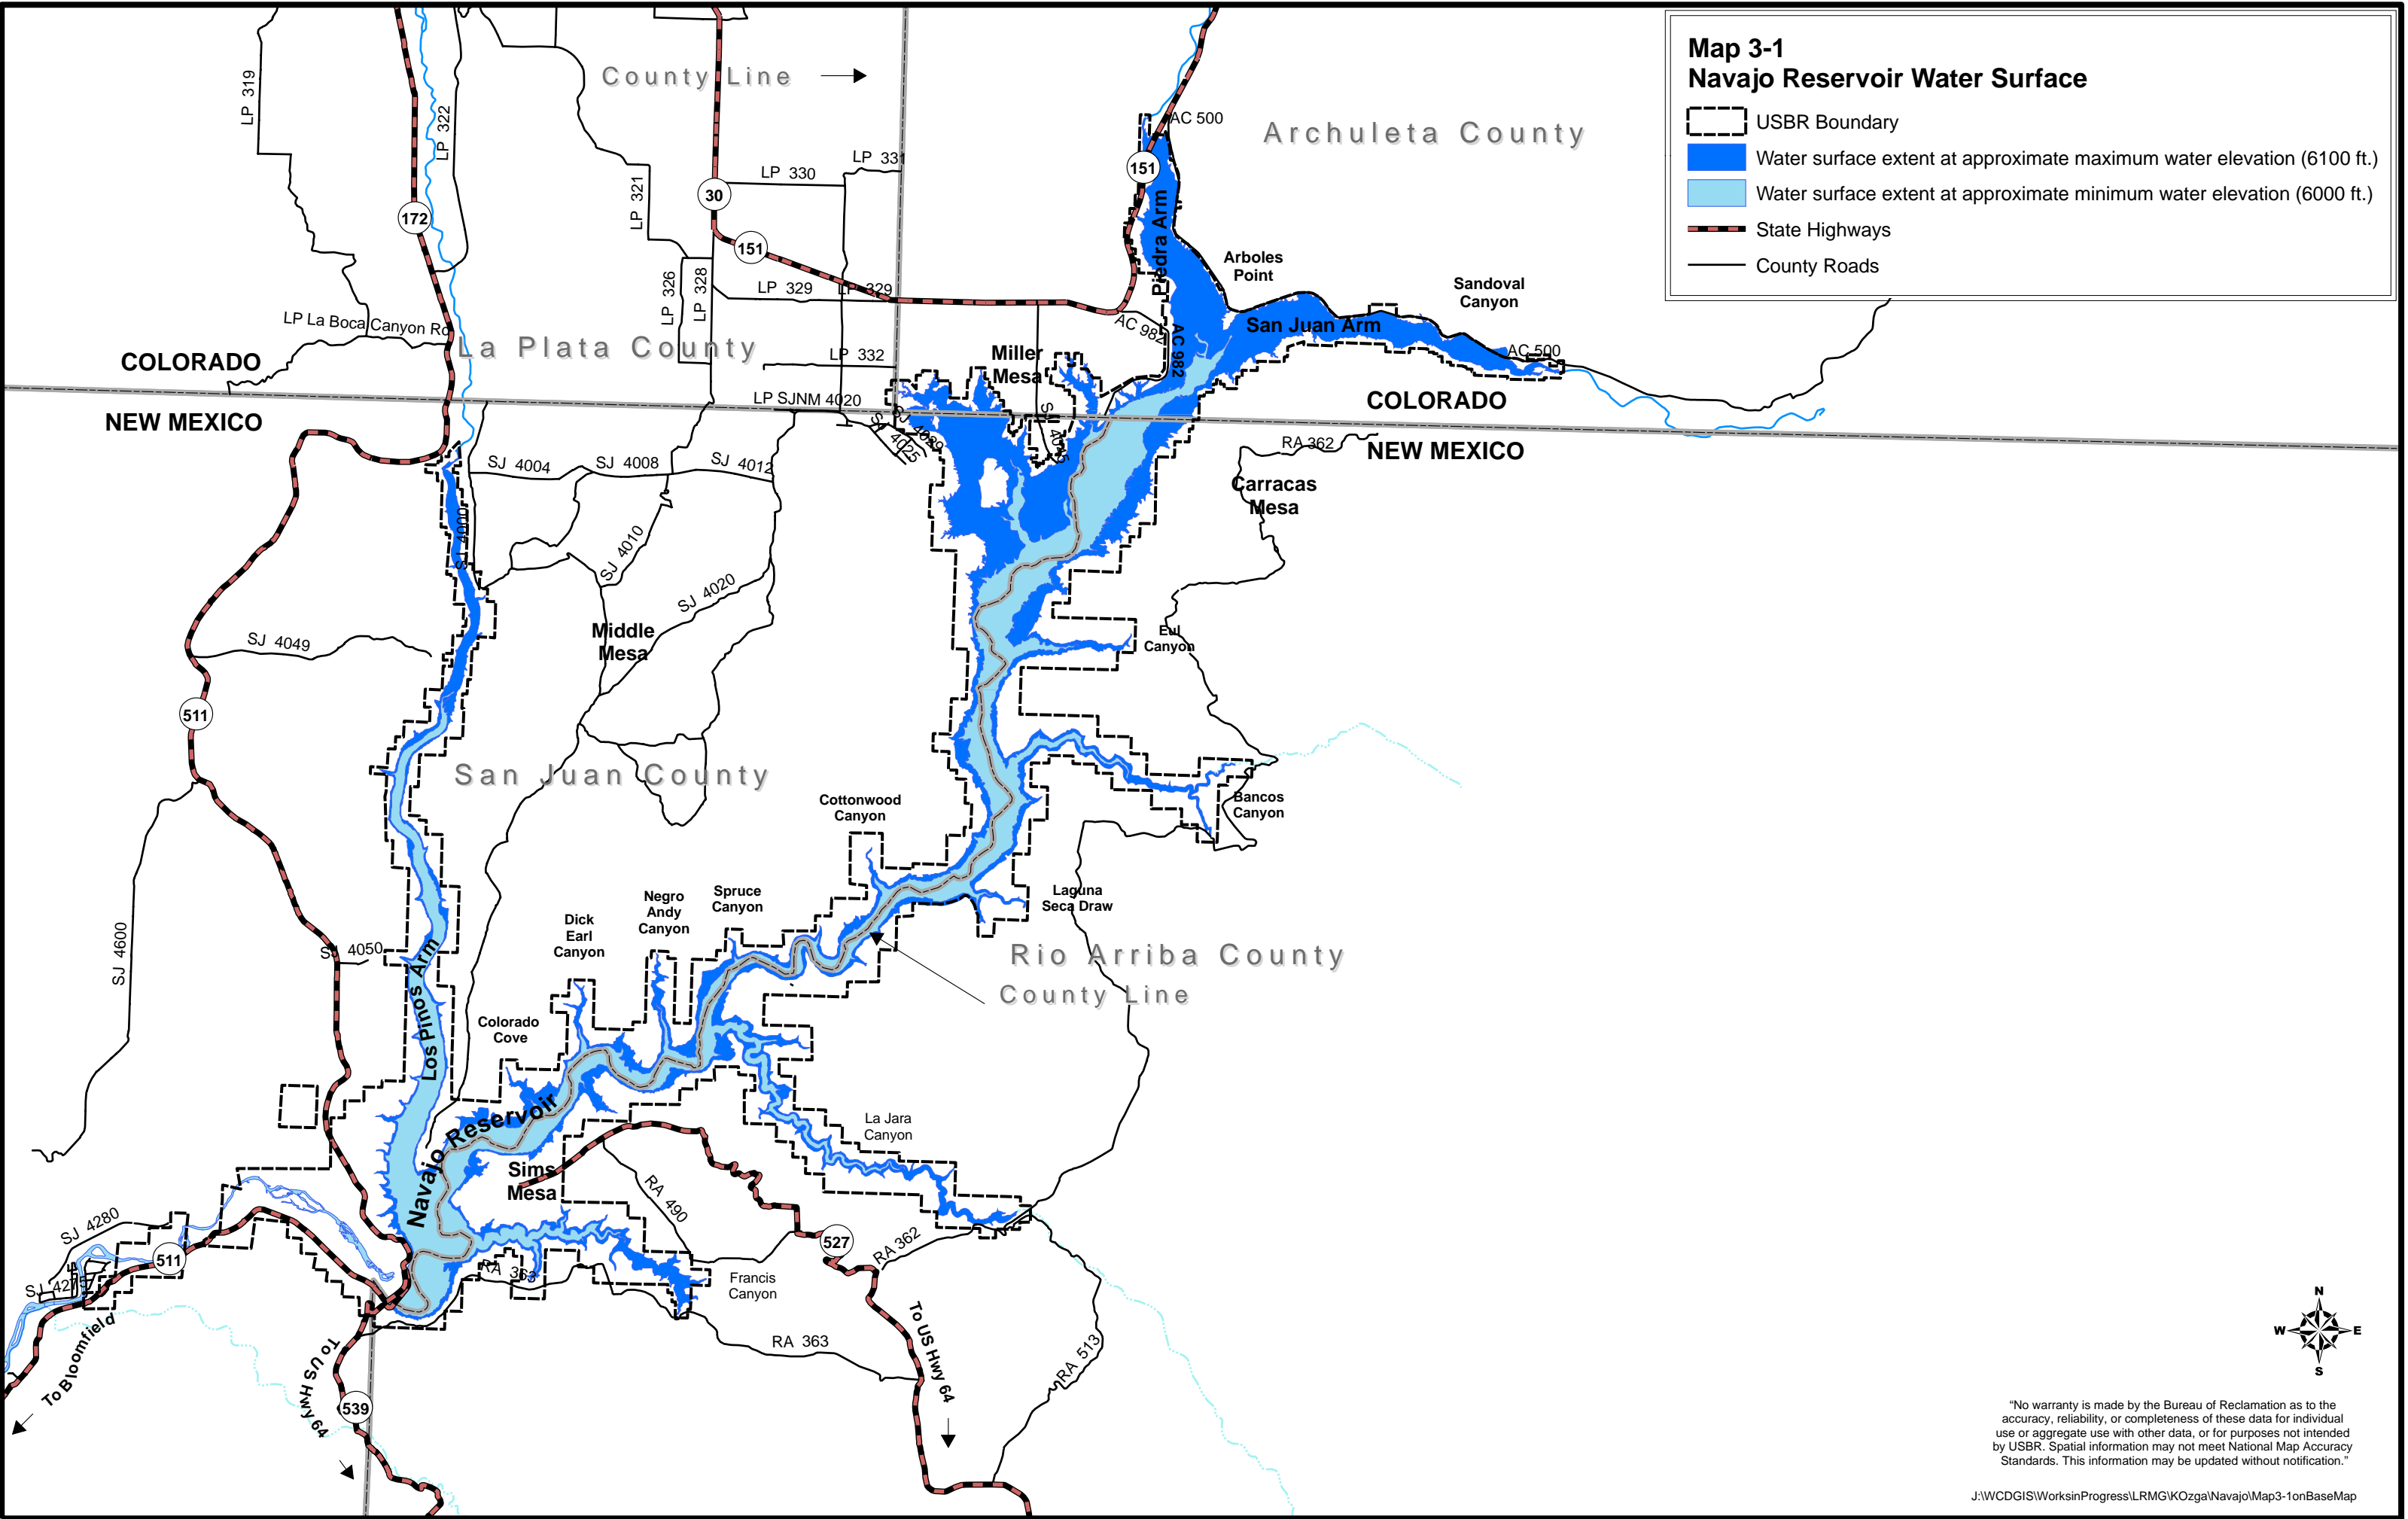 Map 3-1
Navajo Reservoir Water Surface
USBR Boundary
Water surface extent at approximate maximum water elevation (6100 ft.)
Water surface extent at approximate minimum water elevation (6000 ft.)
State Highways
County Roads
County Line
Archuleta County
LP 319
LP 322
LP 321
LP 330
LP 331
30
172
151
151
AC 500
Piedra Arm
Arboles
Point
Sandoval
Canyon
LP 326
LP 328
LP 329
LP 329
San Juan Arm
AC 982
AC 982
AC 500
LP La Boca Canyon Rd
La Plata County
LP 332
Miller
Mesa
COLORADO
NEW MEXICO
LP SJNM 4020
COLORADO
NEW MEXICO
SJ 4029
SJ 4025
SJ 4045
RA 362
Carracas
Mesa
SJ 4004
SJ 4008
SJ 4012
SJ 4000
SJ 4010
SJ 4020
SJ 4049
Middle
Mesa
Eul
Canyon
511
San Juan County
Cottonwood
Canyon
Bancos
Canyon
Laguna
Seca Draw
Spruce
Canyon
Negro
Andy
Canyon
Dick
Earl
Canyon
SJ 4600
SJ 4050
Los Pinos Arm
Rio Arriba County
County Line
Colorado
Cove
Navajo Reservoir
La Jara
Canyon
Sims
Mesa
RA 490
527
RA 362
SJ 4280
511
SJ 4275
RA 363
Francis
Canyon
RA 363
RA 513
To Bloomfield
To US Hwy 64
539
To US Hwy 64
N
W
E
S
“No warranty is made by the Bureau of Reclamation as to the
accuracy, reliability, or completeness of these data for individual
use or aggregate use with other data, or for purposes not intended
by USBR. Spatial information may not meet National Map Accuracy
Standards. This information may be updated without notification.”
J:\WCDGIS\WorksinProgress\LRMG\KOzga\Navajo\Map3-1onBaseMap